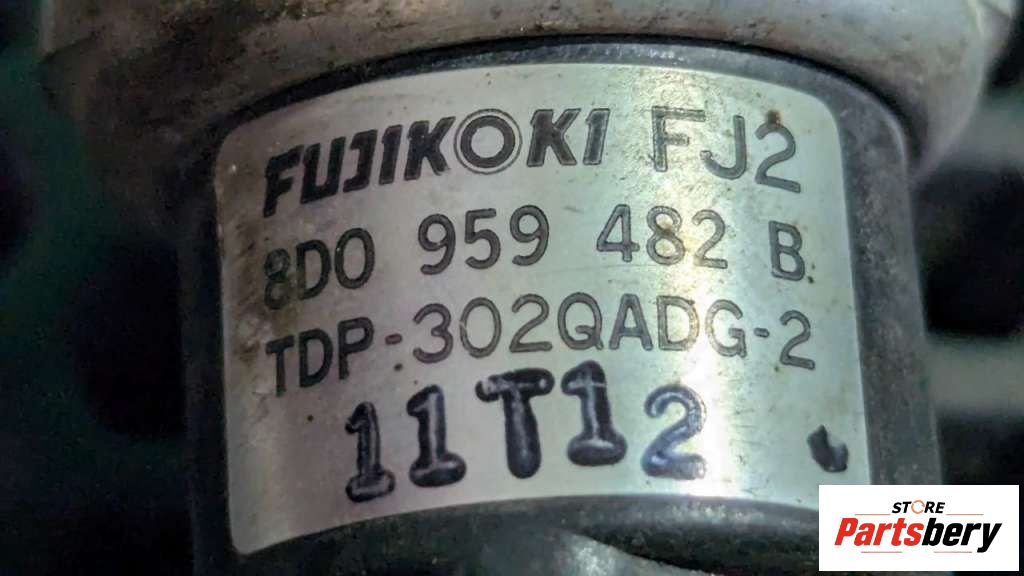 FUJIKOKI FJ2
8D0 959 482 B
TDP-302QADG-2
11T12
STORE
Partsbery